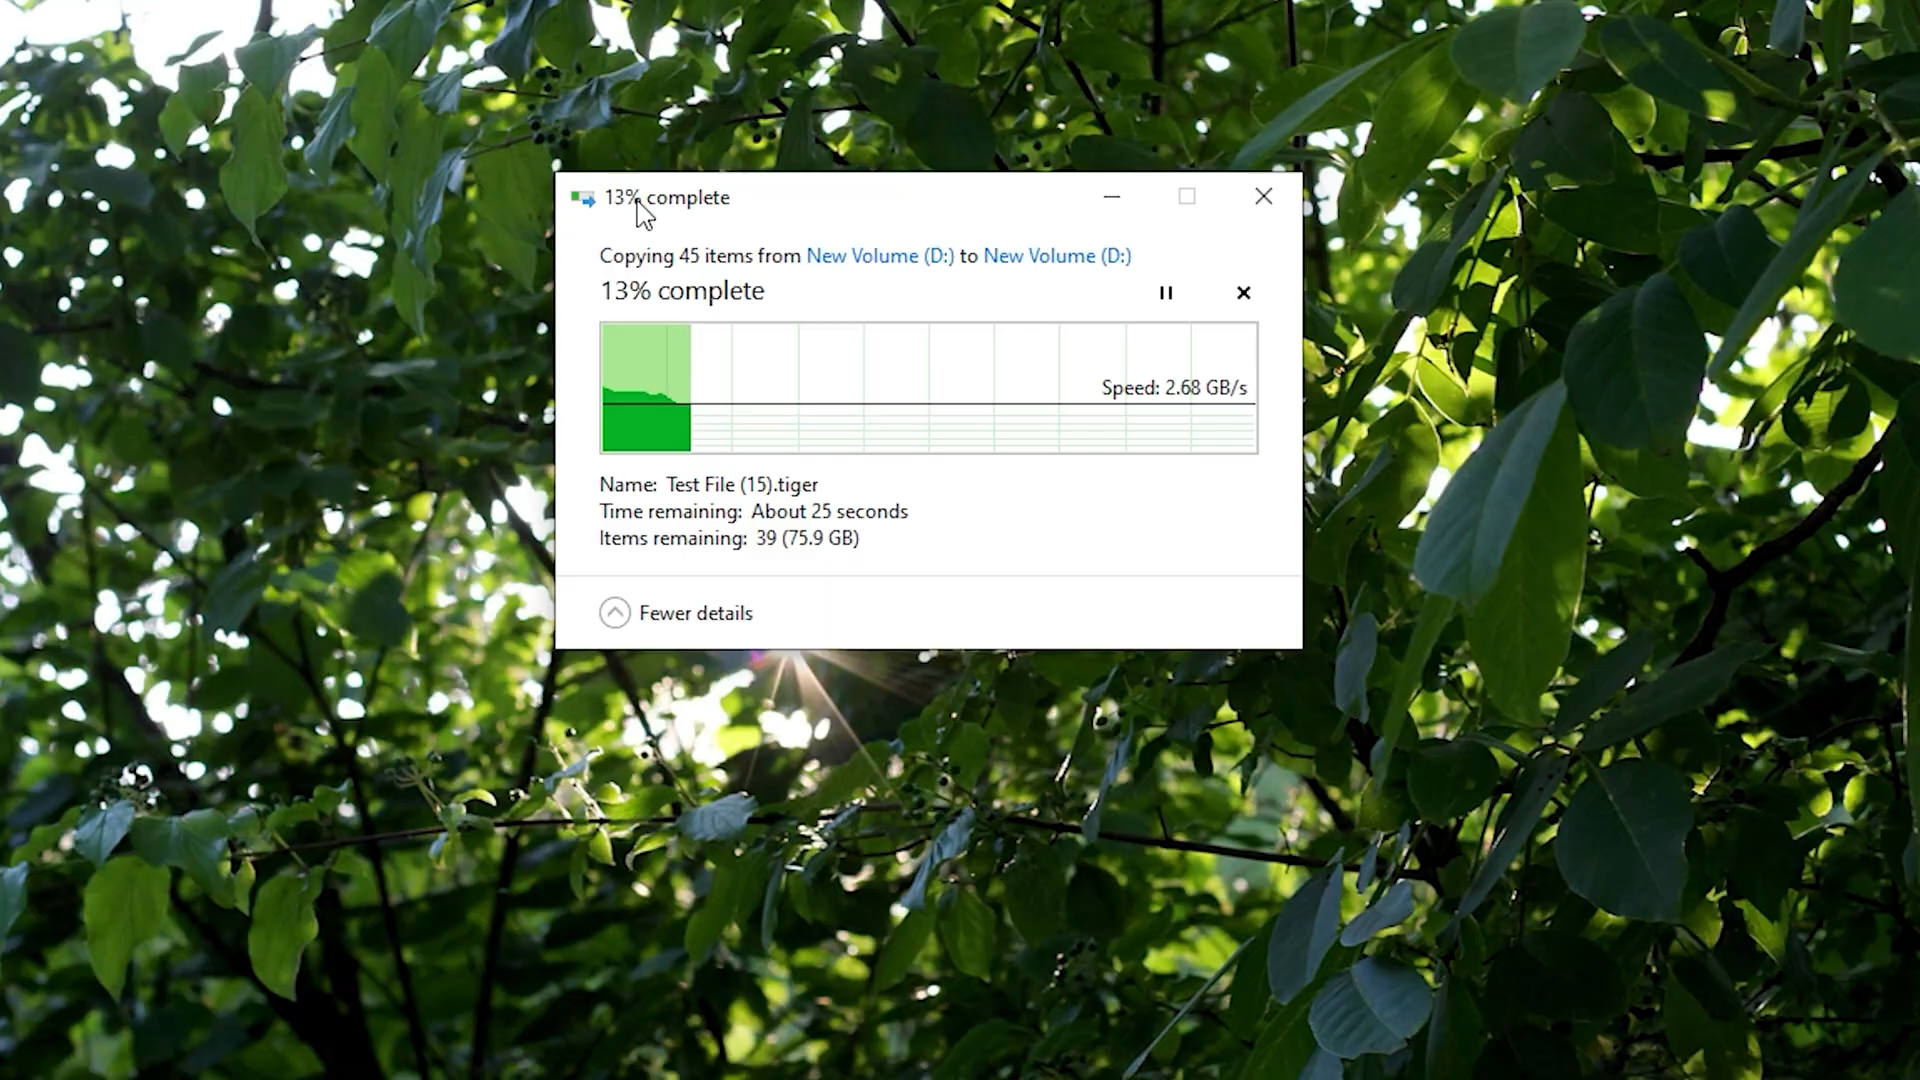 13% complete
Copying 45 items from New Volume (D:) to New Volume (D:)
13% complete
Speed: 2.68 GB/s
Name: Test File (15).tiger
Time remaining: About 25 seconds
Items remaining: 39 (75.9 GB)
Fewer details